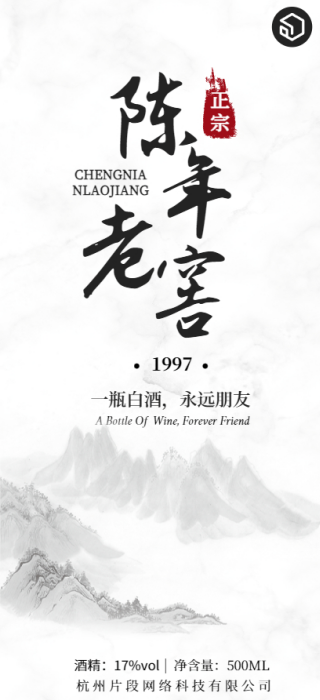 陈年老窖
正宗
CHENGNIA
NLAOJIANG
• 1997 •
一瓶白酒，永远朋友
A Bottle Of Wine, Forever Friend
酒精：17%vol | 净含量：500ML
杭州片段网络科技有限公司